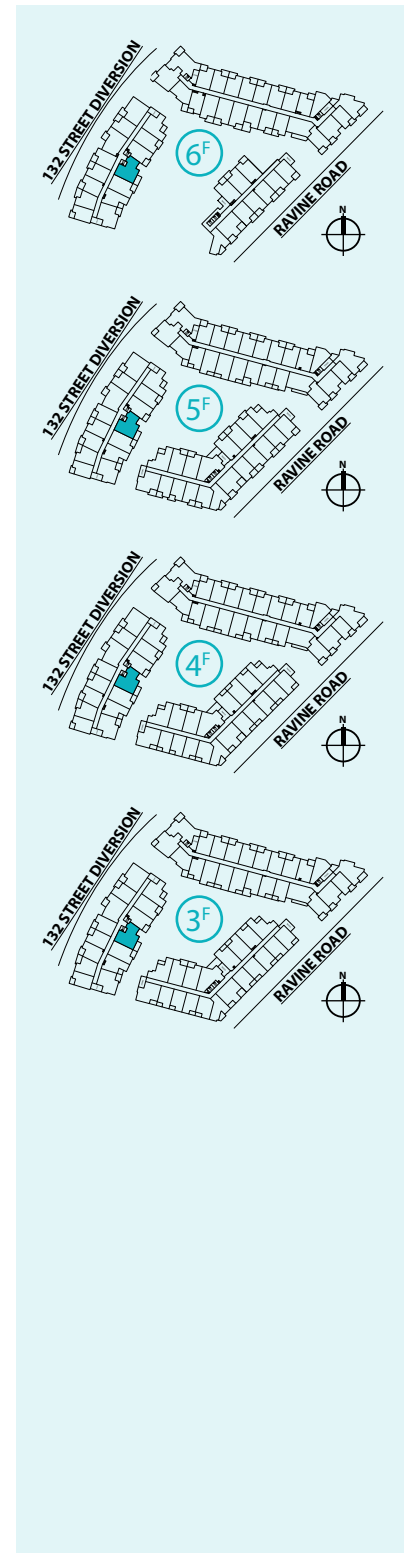 132 STREET DIVERSION
6F
RAVINE ROAD
N
132 STREET DIVERSION
5F
RAVINE ROAD
N
132 STREET DIVERSION
4F
RAVINE ROAD
N
132 STREET DIVERSION
3F
RAVINE ROAD
N